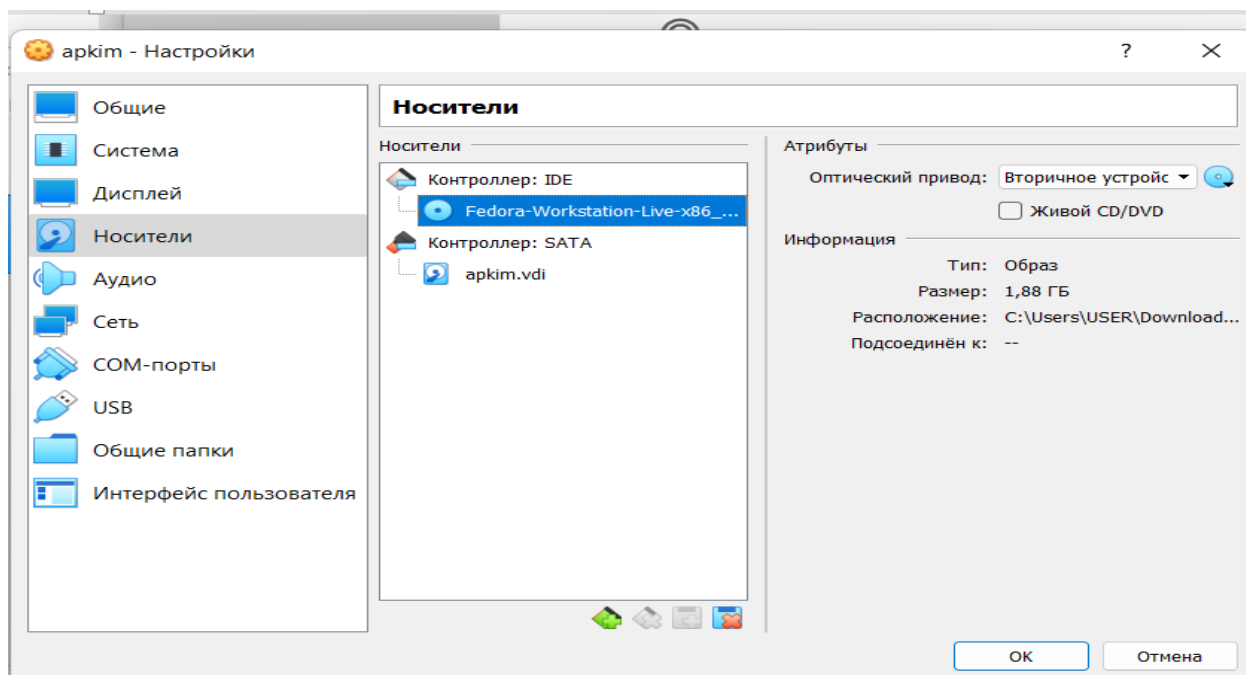 apkim - Настройки
?
Общие
Система
Дисплей
Носители
Аудио
Сеть
COM-порты
USB
Общие папки
Интерфейс пользователя
Носители
Носители
Контроллер: IDE
Fedora-Workstation-Live-x86_...
Контроллер: SATA
apkim.vdi
Атрибуты
Оптический привод: Вторичное устройс
Живой CD/DVD
Информация
Тип: Образ
Размер: 1,88 ГБ
Расположение: C:\Users\USER\Download...
Подсоединён к: --
OK
Отмена